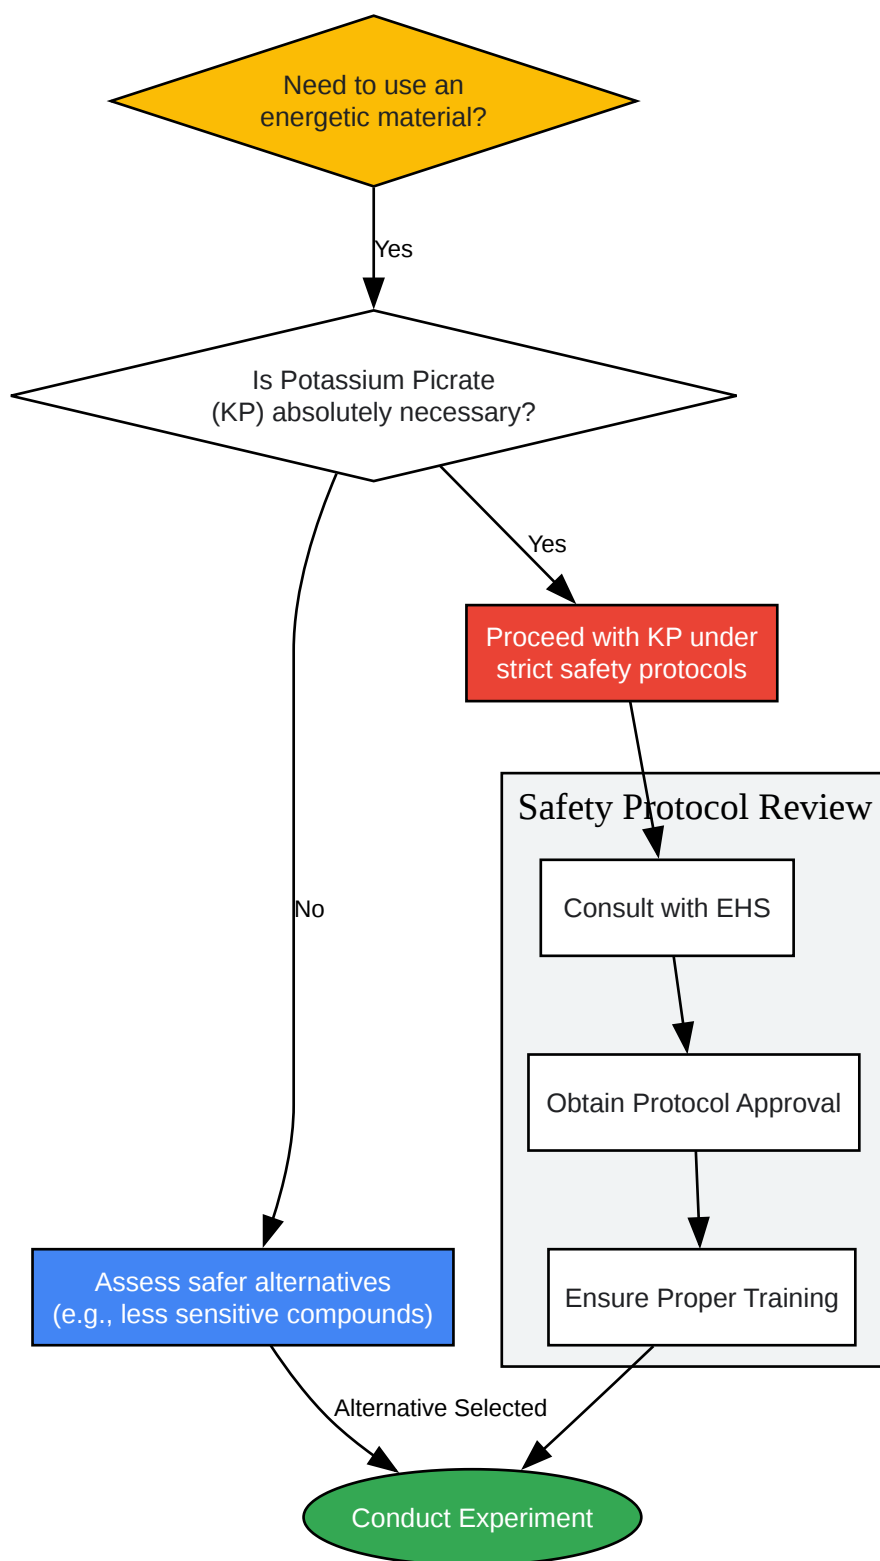 Need to use an
energetic material?
Yes
Is Potassium Picrate
(KP) absolutely necessary?
Yes
Proceed with KP under
strict safety protocols
Safety Protocol Review
Consult with EHS
No
Obtain Protocol Approval
Assess safer alternatives
(e.g., less sensitive compounds)
Ensure Proper Training
Alternative Selected
Conduct Experiment